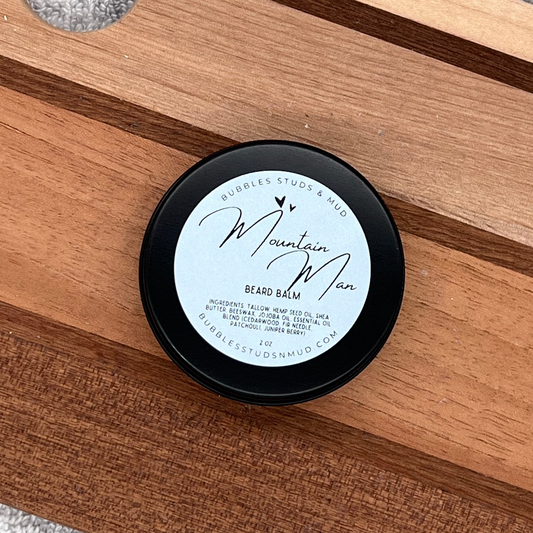 BUBBLES STUDS & MUD
Mountain
Man
BEARD BALM
INGREDIENTS: TALLOW, HEMP SEED OIL, SHEA
BUTTER, BEESWAX, JOJOBA OIL, ESSENTIAL OIL
BLEND (CEDARWOOD, FIR NEEDLE,
PATCHOULI, JUNIPER BERRY)
2 OZ
BUBBLESSTUDSNMUD.COM